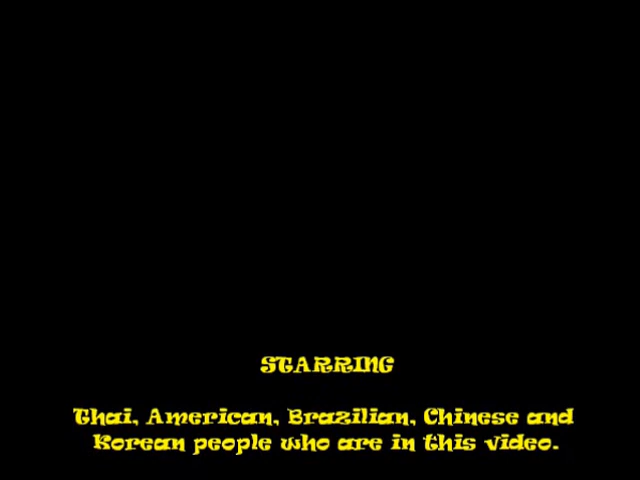 STARRING
Thai, American, Brazilian, Chinese and
Korean people who are in this video.